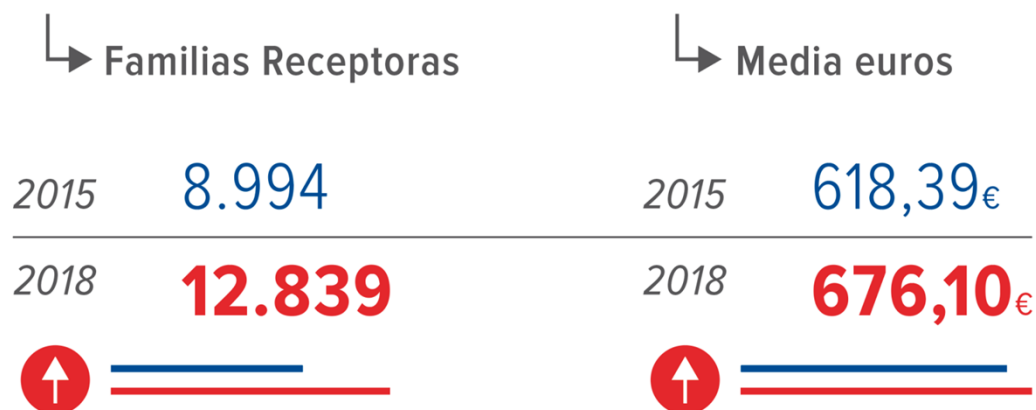 Familias Receptoras
2015 8.994
2018 12.839
Media euros
2015 618,39€
2018 676,10€